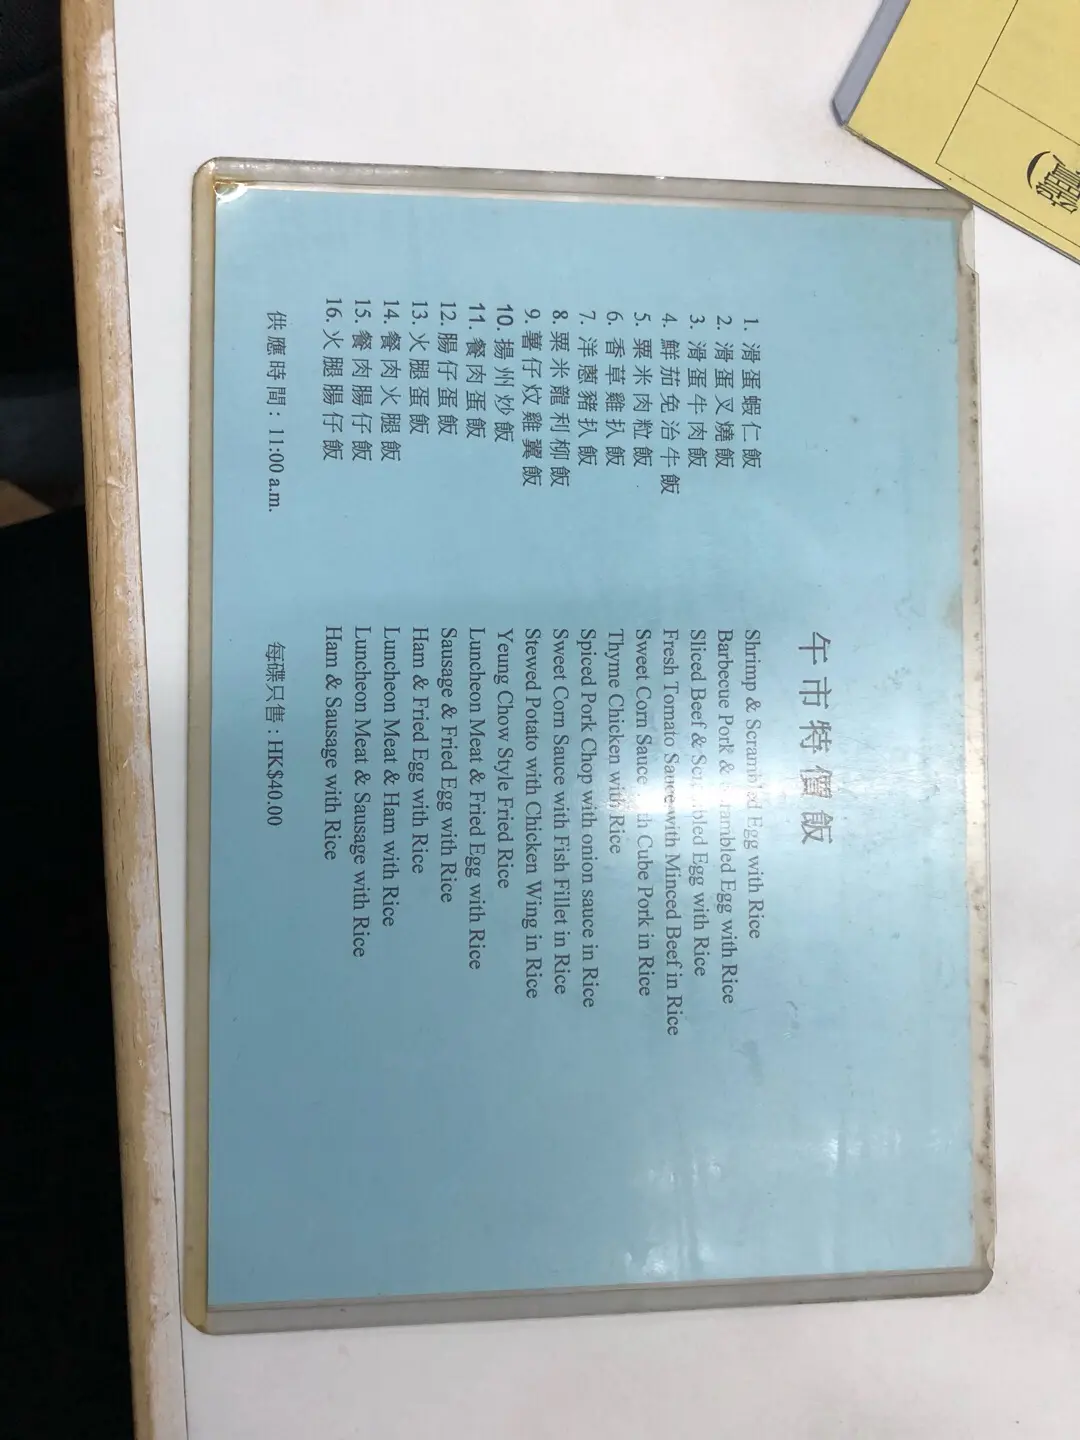 午市特價飯
1. 滑蛋蝦仁飯 Shrimp & Scrambled Egg with Rice
2. 滑蛋叉燒飯 Barbecue Pork & Scrambled Egg with Rice
3. 滑蛋牛肉飯 Sliced Beef & Scrambled Egg with Rice
4. 鮮茄免治牛飯 Fresh Tomato Sauce with Minced Beef in Rice
5. 粟米肉粒飯 Sweet Corn Sauce with Cube Pork in Rice
6. 香草雞扒飯 Thyme Chicken with Rice
7. 洋蔥豬扒飯 Spiced Pork Chop with onion sauce in Rice
8. 粟米龍利柳飯 Sweet Corn Sauce with Fish Fillet in Rice
9. 薯仔炆雞翼飯 Stewed Potato with Chicken Wing in Rice
10. 揚州炒飯 Yeung Chow Style Fried Rice
11. 餐肉蛋飯 Luncheon Meat & Fried Egg with Rice
12. 腸仔蛋飯 Sausage & Fried Egg with Rice
13. 火腿蛋飯 Ham & Fried Egg with Rice
14. 餐肉火腿飯 Luncheon Meat & Ham with Rice
15. 餐肉腸仔飯 Luncheon Meat & Sausage with Rice
16. 火腿腸仔飯 Ham & Sausage with Rice
供應時間 : 11:00 a.m. 每碟只售 : HK$40.00